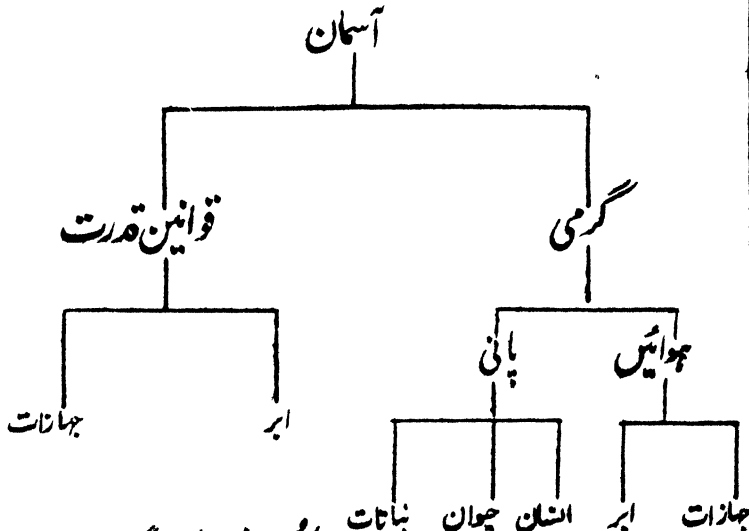 آسمان
گرمی قوانین قدرت
ہوائیں پانی
ابر جہازات
جہازات ابر انسان حیوان نباتات